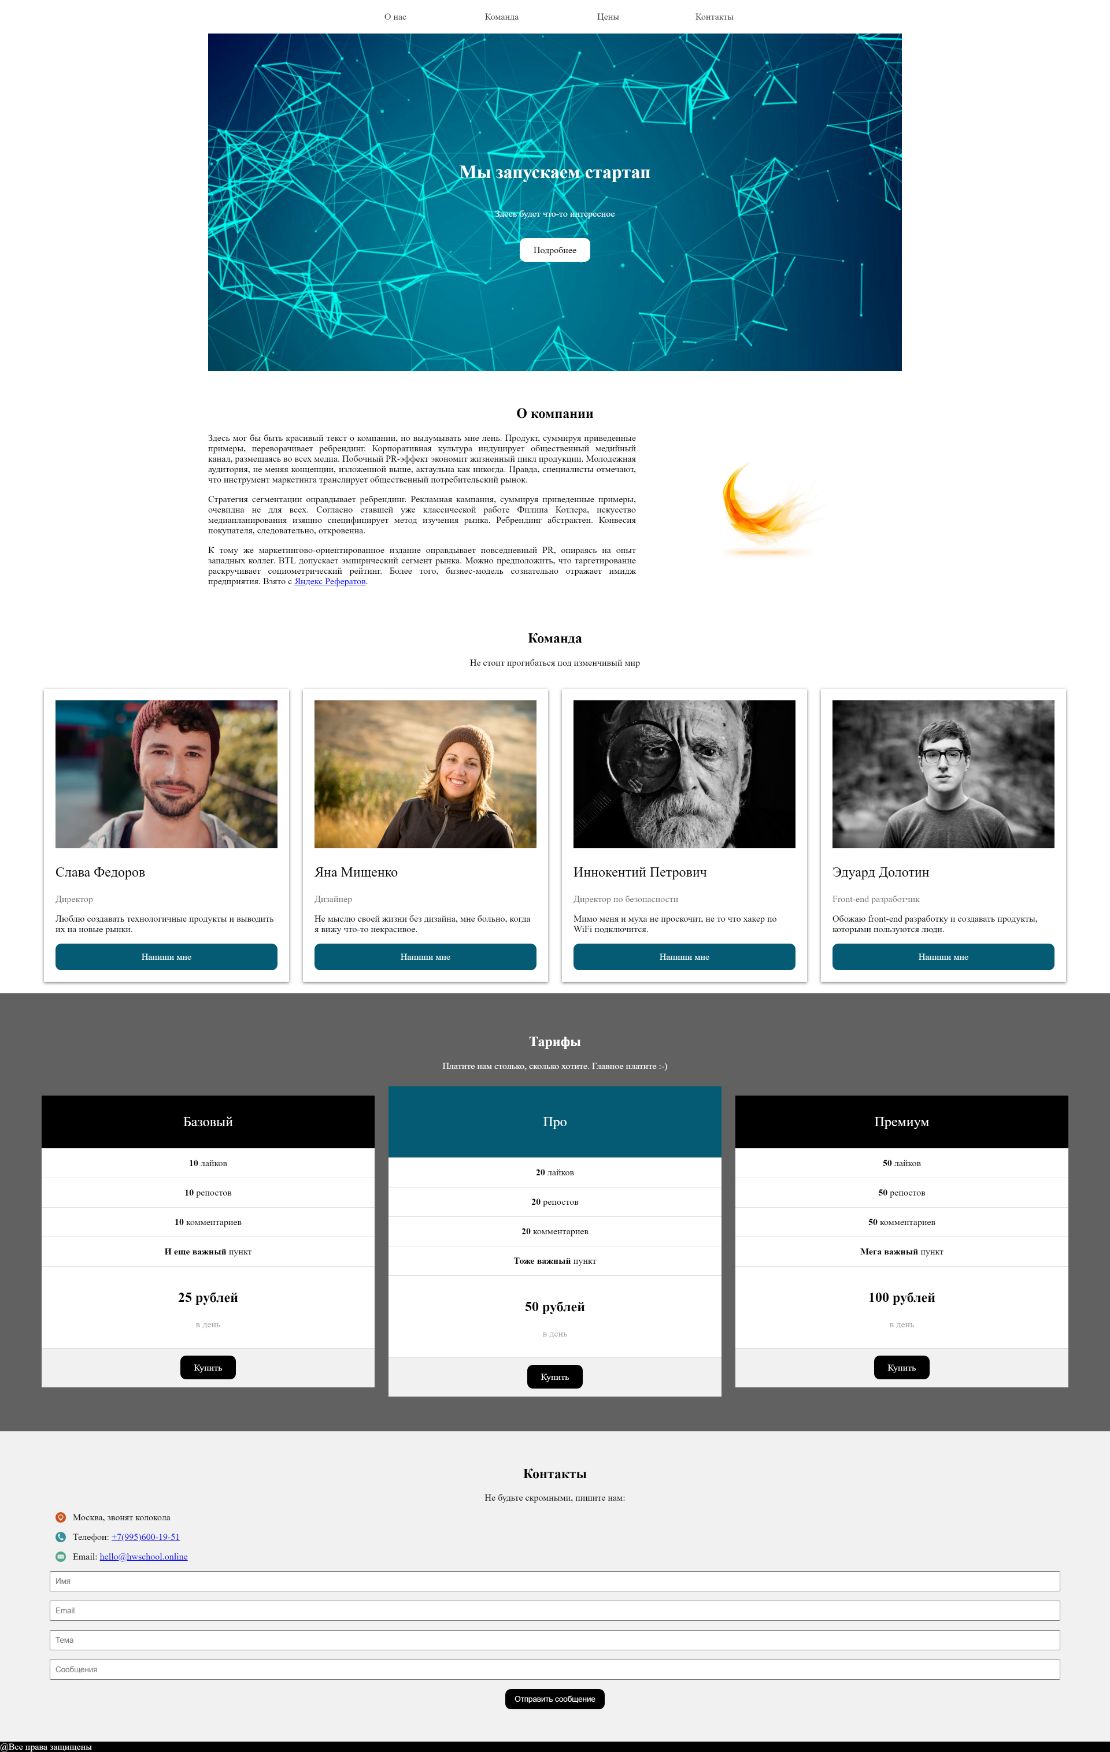 О нас
Команда
Цены
Контакты
Мы запускаем стартап
Здесь будет что-то интересное
Подробнее
О компании
Здесь мог бы быть красивый текст о компании, но выдумывать мне лень. Продукт, суммируя приведенные
примеры, переворачивает ребрендинг. Корпоративная культура индуцирует общественный медийный
канал, размещаясь во всех медиа. Побочный PR-эффект экономит жизненный цикл продукции. Молодежная
аудитория, не меняя концепции, изложенной выше, актуальна как никогда. Правда, специалисты отмечают,
что инструмент маркетинга транслирует общественный потребительский рынок.
Стратегия сегментации оправдывает ребрендинг. Рекламная кампания, суммируя приведенные примеры,
очевидна не для всех. Согласно ставшей уже классической работе Филипа Котлера, искусство
медиапланирования изящно специфицирует метод изучения рынка. Ребрендинг абстрактен. Конвесия
покупателя, следовательно, откровенна.
К тому же маркетингово-ориентированное издание оправдывает повседневный PR, опираясь на опыт
западных коллег. BTL допускает эмпирический сегмент рынка. Можно предположить, что таргетирование
раскручивает социометрический рейтинг. Более того, бизнес-модель сознательно отражает имидж
предприятия. Взято с Яндекс Рефератов.
Команда
Не стоит прогибаться под изменчивый мир
Слава Федоров
Директор
Люблю создавать технологичные продукты и выводить
их на новые рынки.
Напиши мне
Яна Мищенко
Дизайнер
Не мыслю своей жизни без дизайна, мне больно, когда
я вижу что-то некрасивое.
Напиши мне
Иннокентий Петрович
Директор по безопасности
Мимо меня и муха не проскочит, не то что хакер по
WiFi подключится.
Напиши мне
Эдуард Долотин
Front-end разработчик
Обожаю front-end разработку и создавать продукты,
которыми пользуются люди.
Напиши мне
Тарифы
Платите нам столько, сколько хотите. Главное платите :-)
Базовый
10 лайков
10 репостов
10 комментариев
И еще важный пункт
25 рублей
в день
Купить
Про
20 лайков
20 репостов
20 комментариев
Тоже важный пункт
50 рублей
в день
Купить
Премиум
50 лайков
50 репостов
50 комментариев
Мега важный пункт
100 рублей
в день
Купить
Контакты
Не будьте скромными, пишите нам:
Москва, звонят колокола
Телефон: +7(995)600-19-51
Email: hello@hwschool.online
Имя
Email
Тема
Сообщения
Отправить сообщение
@Все права защищены